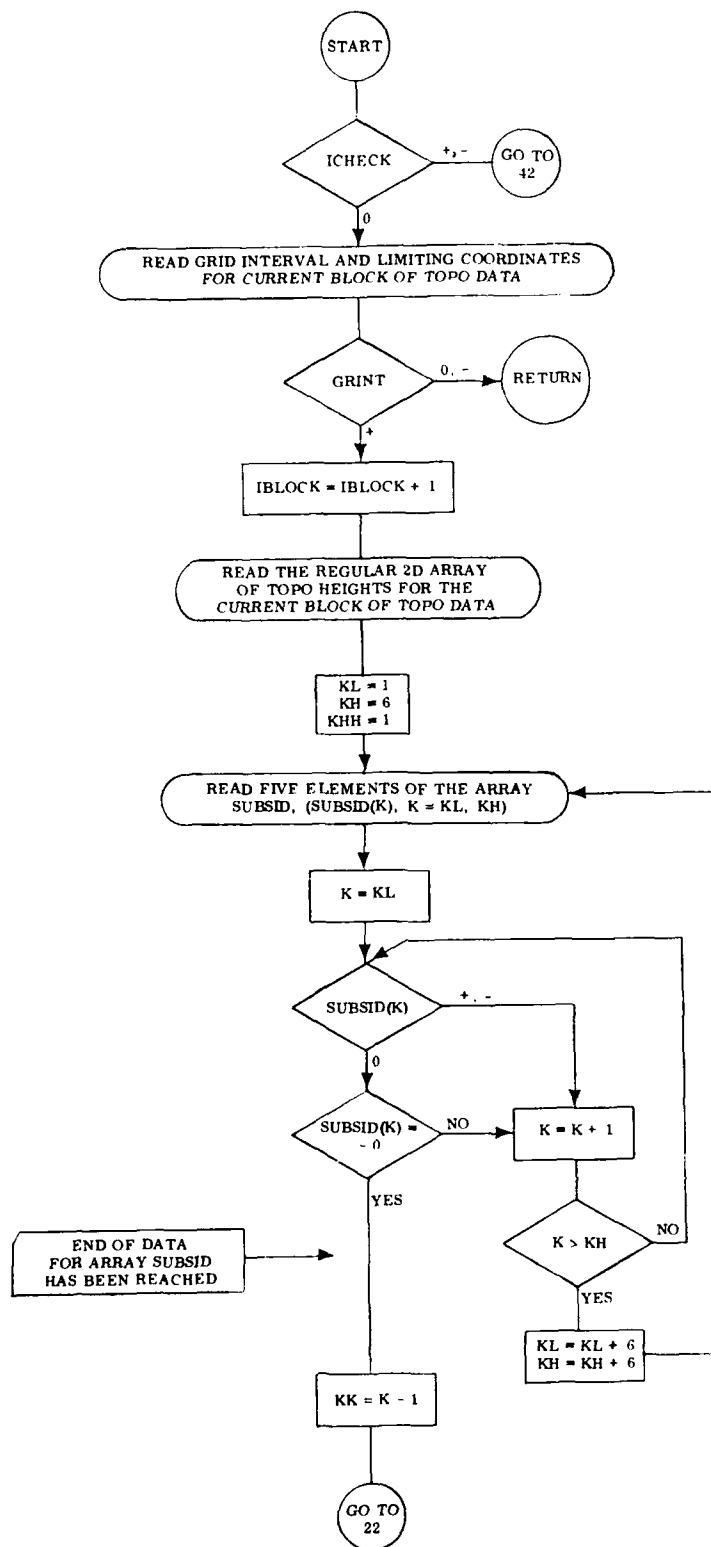 START
ICHECK
+,-
GO TO
42
0
READ GRID INTERVAL AND LIMITING COORDINATES
FOR CURRENT BLOCK OF TOPO DATA
GRINT
0, -
RETURN
+
IBLOCK = IBLOCK + 1
READ THE REGULAR 2D ARRAY
OF TOPO HEIGHTS FOR THE
CURRENT BLOCK OF TOPO DATA
KL = 1
KH = 6
KHH = 1
READ FIVE ELEMENTS OF THE ARRAY
SUBSID, (SUBSID(K), K = KL, KH)
K = KL
SUBSID(K)
+, -
0
SUBSID(K) =
- 0
NO
K = K + 1
YES
END OF DATA
FOR ARRAY SUBSID
HAS BEEN REACHED
K > KH
NO
YES
KL = KL + 6
KH = KH + 6
KK = K - 1
GO TO
22